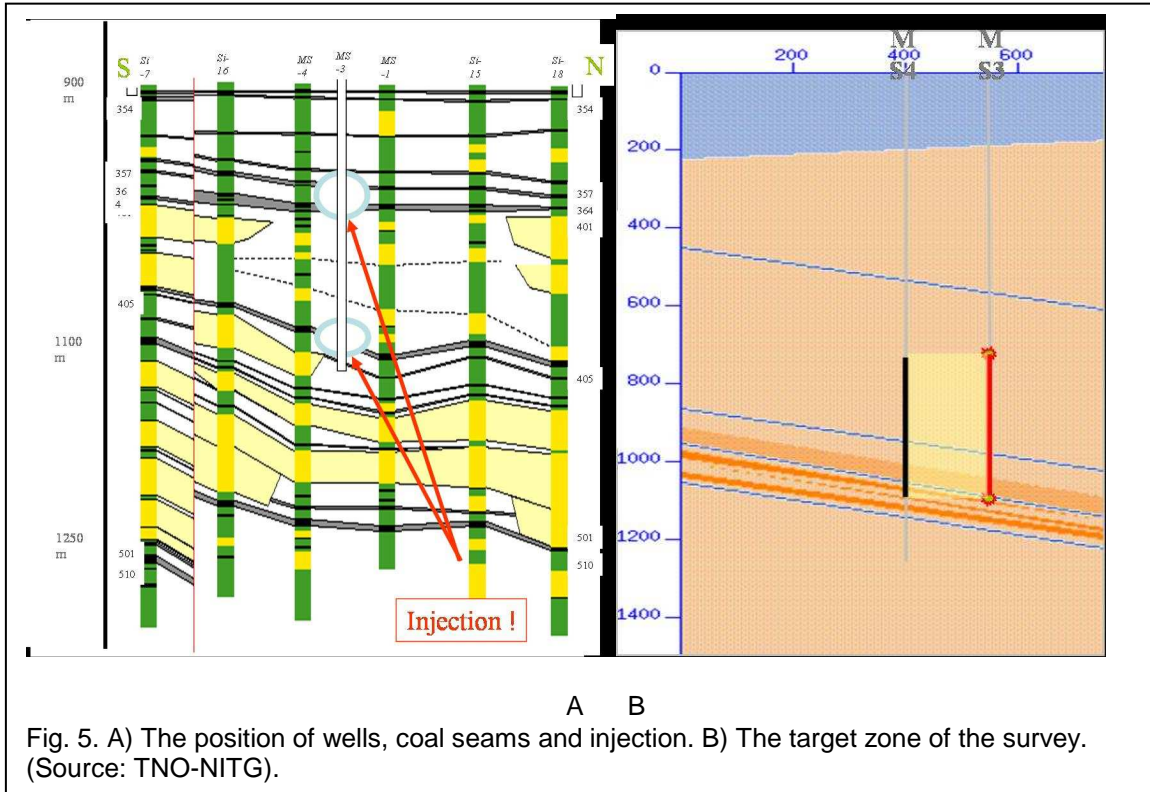 S
Si
-7
Si-
16
MS
-4
MS
-3
MS
-1
Si-
15
Si-
18
N
900
m
354
357
36
4
405
1100
m
1250
m
501
510
354
357
364
401
405
501
510
Injection !
M
S4
M
S3
200
400
600
0
200
400
600
800
1000
1200
1400
A B
Fig. 5. A) The position of wells, coal seams and injection. B) The target zone of the survey.
(Source: TNO-NITG).